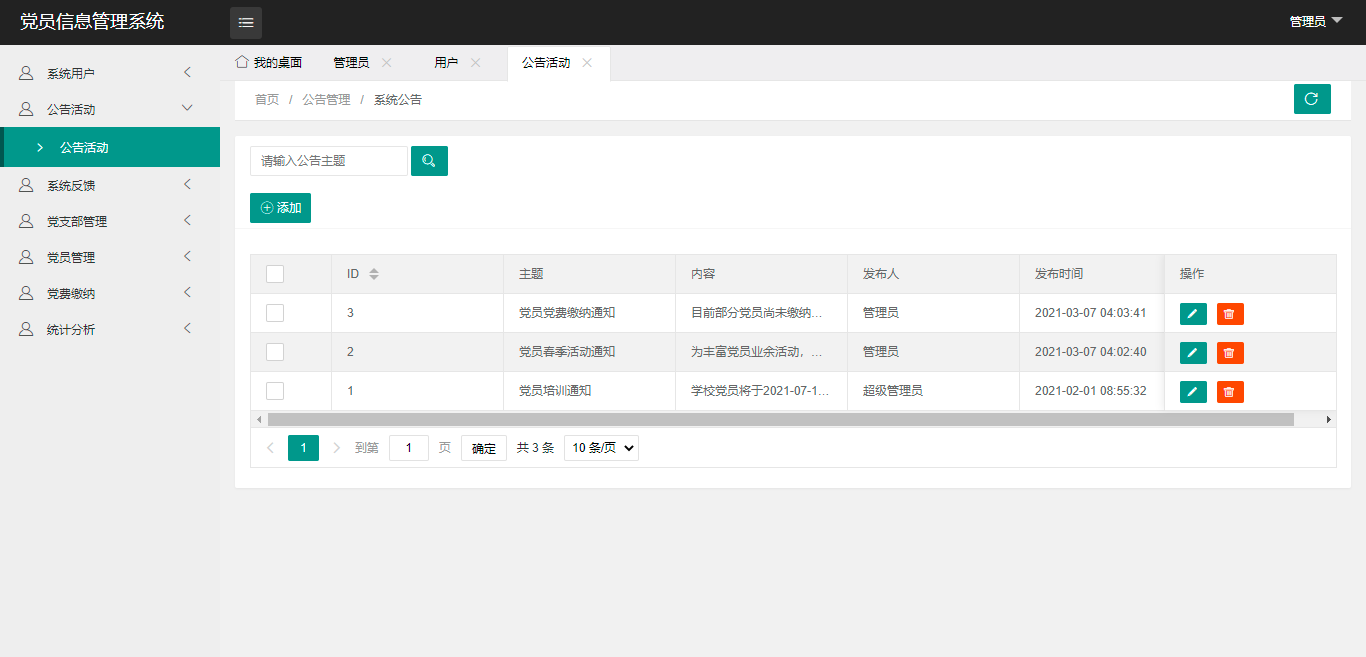 党员信息管理系统
管理员
系统用户
公告活动
公告活动
系统反馈
党支部管理
党员管理
党费缴纳
统计分析
我的桌面 管理员 用户 公告活动
首页 / 公告管理 / 系统公告
请输入公告主题
添加
ID 主题 内容 发布人 发布时间 操作
3 党员党费缴纳通知 目前部分党员尚未缴纳... 管理员 2021-03-07 04:03:41
2 党员春季活动通知 为丰富党员业余活动，... 管理员 2021-03-07 04:02:40
1 党员培训通知 学校党员将于2021-07-1... 超级管理员 2021-02-01 08:55:32
1 到第 1 页 确定 共 3 条 10 条/页